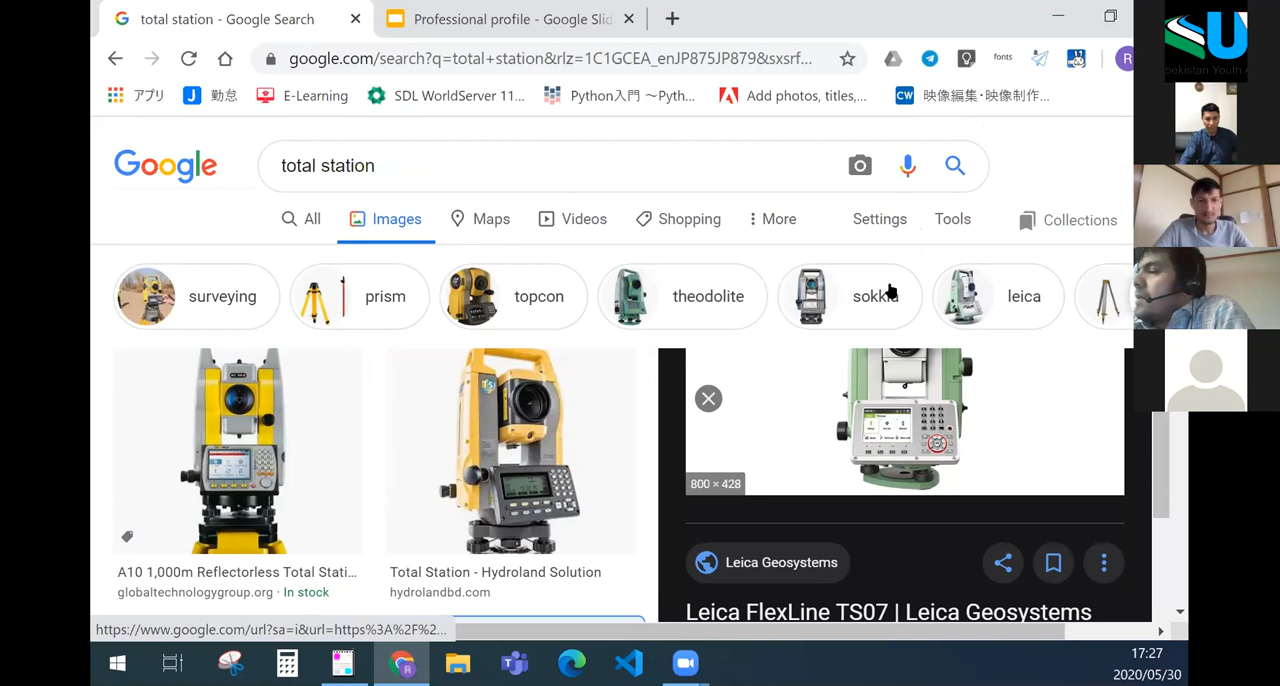 total station - Google Search
Professional profile - Google Slid
google.com/search?q=total+station&rlz=1C1GCEA_enJP875JP879&sxsrf...
fonts
R
アプリ
勤怠
E-Learning
SDL WorldServer 11...
Python入門 ～Pyth...
Add photos, titles,...
CW
映像編集・映像制作...
Google
total station
All
Images
Maps
Videos
Shopping
More
Settings
Tools
Collections
surveying
prism
topcon
theodolite
sokkia
leica
800 × 428
A10 1,000m Reflectorless Total Stati...
globaltechnologygroup.org · In stock
Total Station - Hydroland Solution
hydrolandbd.com
Leica Geosystems
Leica FlexLine TS07 | Leica Geosystems
https://www.google.com/url?sa=i&url=https%3A%2F%2...
17:27
2020/05/30
U
bekistan Youth A